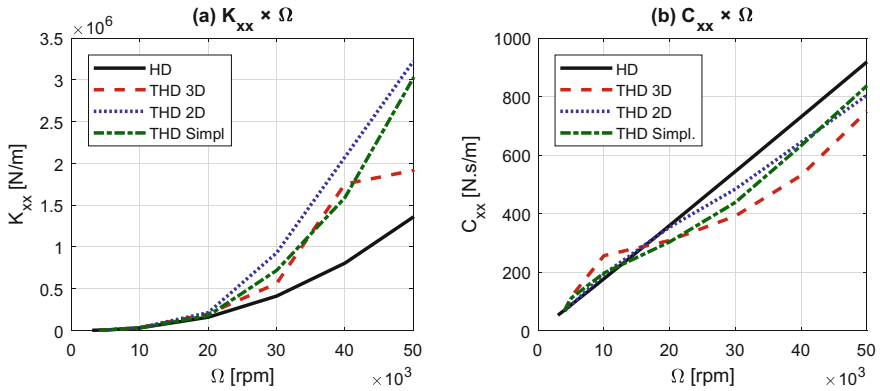 (a) K_xx × Ω
× 10^6
3.5
3
2.5
2
1.5
1
0.5
0
K_xx [N/m]
HD
THD 3D
THD 2D
THD Simpl
0 10 20 30 40 50
Ω [rpm]
× 10^3
(b) C_xx × Ω
1000
800
600
400
200
0
C_xx [N.s/m]
HD
THD 3D
THD 2D
THD Simpl.
0 10 20 30 40 50
Ω [rpm]
× 10^3